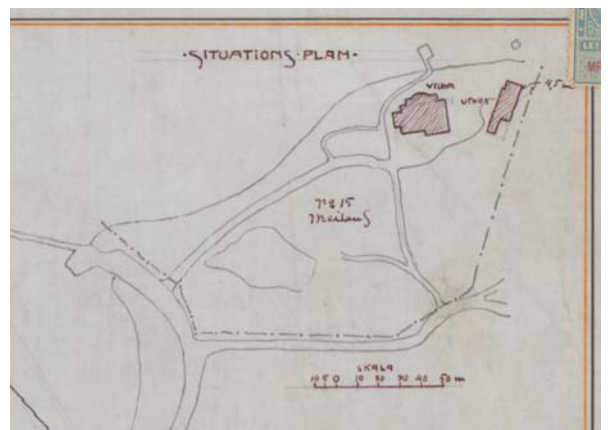 ·SITUATIONS·PLAN·
VILLA
UTHUS
4,5 m
No 15
Meilans
SKALA
10 5 0 10 20 30 40 50 m